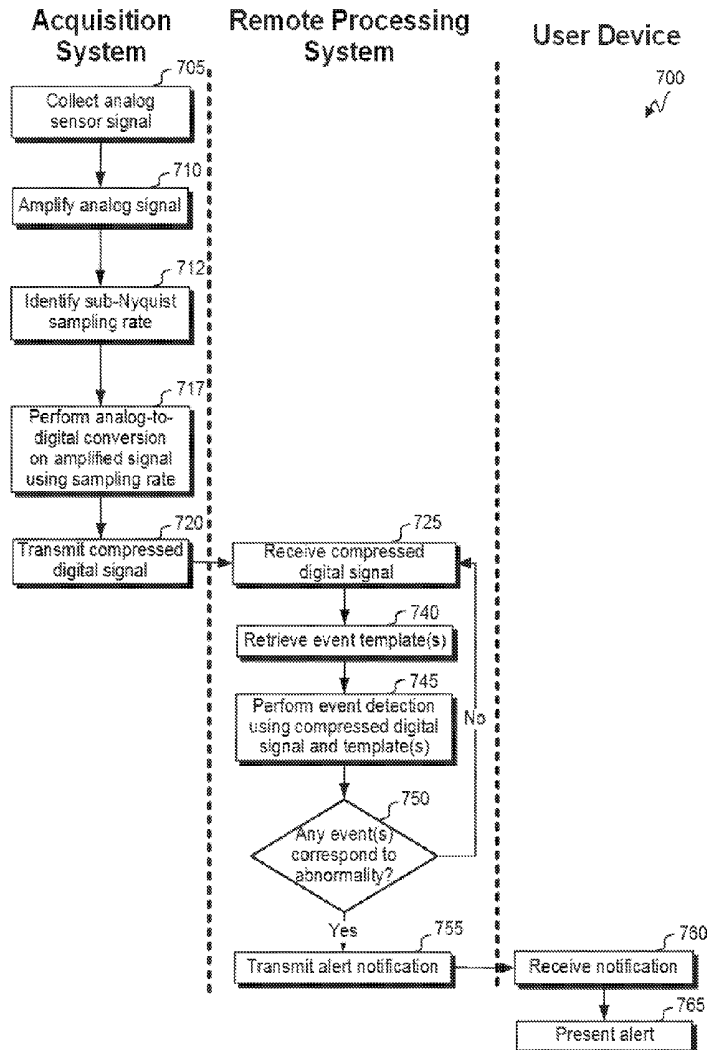 Acquisition
System
Remote Processing
System
User Device
700
705
Collect analog
sensor signal
710
Amplify analog signal
712
Identify sub-Nyquist
sampling rate
717
Perform analog-to-
digital conversion
on amplified signal
using sampling rate
720
Transmit compressed
digital signal
725
Receive compressed
digital signal
740
Retrieve event template(s)
745
Perform event detection
using compressed digital
signal and template(s)
No
750
Any event(s)
correspond to
abnormality?
Yes
755
Transmit alert notification
760
Receive notification
765
Present alert